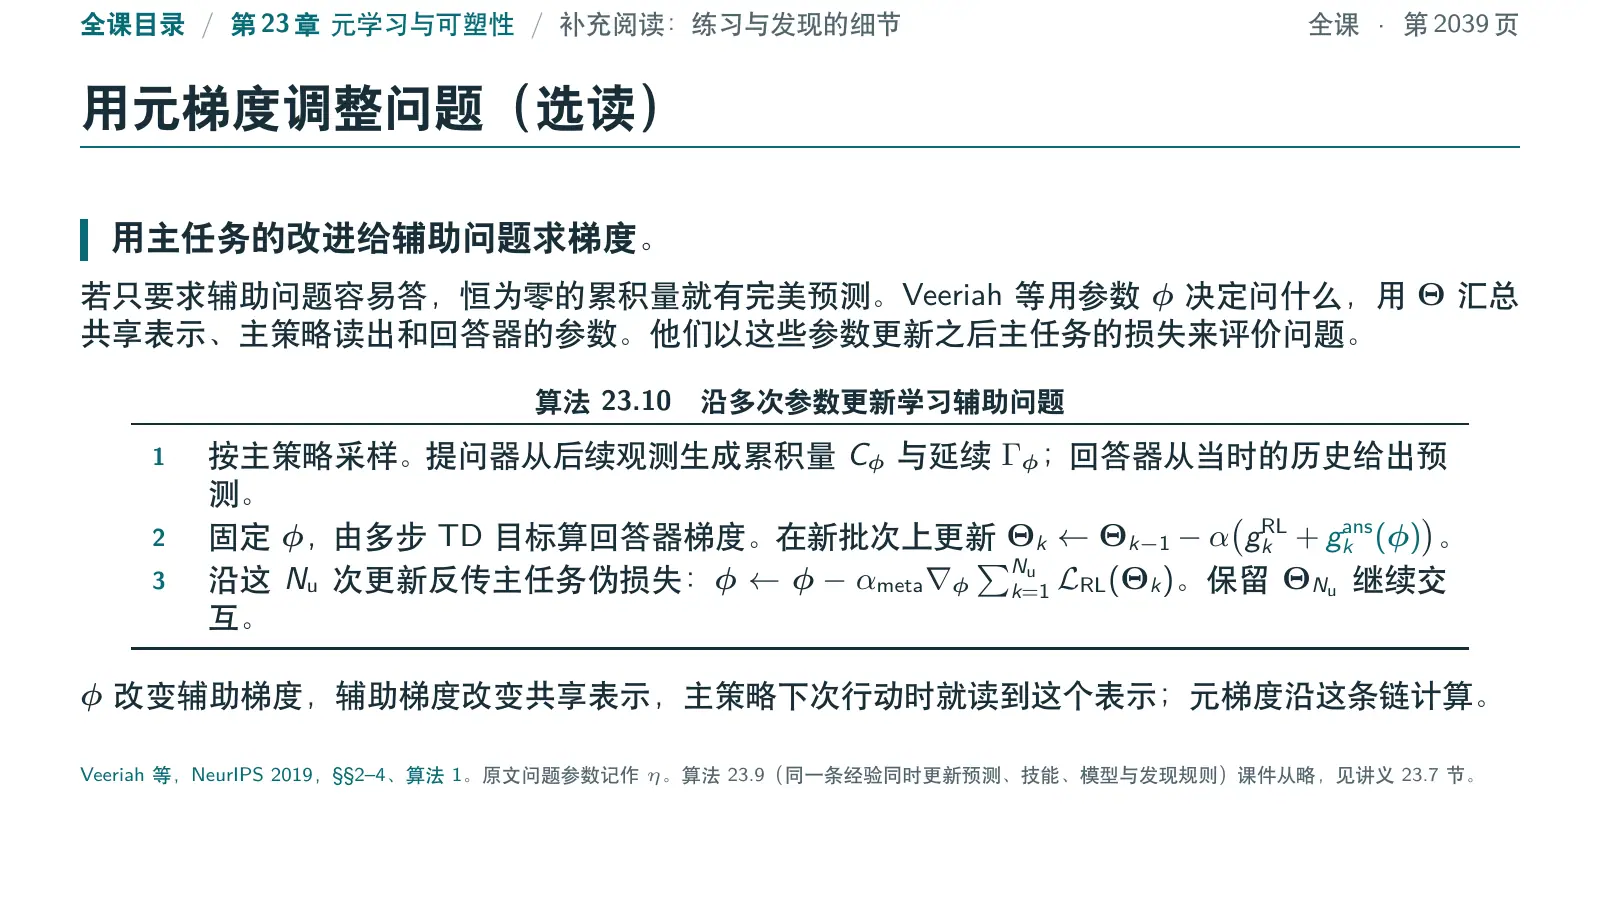 全课目录 / 第 23 章 元学习与可塑性 / 补充阅读：练习与发现的细节
全课 · 第 2039 页
用元梯度调整问题（选读）
用主任务的改进给辅助问题求梯度。
若只要求辅助问题容易答，恒为零的累积量就有完美预测。Veeriah 等用参数 ϕ 决定问什么，用 Θ 汇总
共享表示、主策略读出和回答器的参数。他们以这些参数更新之后主任务的损失来评价问题。
算法 23.10 沿多次参数更新学习辅助问题
1 按主策略采样。提问器从后续观测生成累积量 C_ϕ 与延续 Γ_ϕ；回答器从当时的历史给出预
测。
2 固定 ϕ，由多步 TD 目标算回答器梯度。在新批次上更新 Θ_k ← Θ_{k−1} − α(g_k^{RL} + g_k^{ans}(ϕ))。
3 沿这 N_u 次更新反传主任务伪损失：ϕ ← ϕ − α_{meta}∇_ϕ ∑_{k=1}^{N_u} ℒ_{RL}(Θ_k)。保留 Θ_{N_u} 继续交
互。
ϕ 改变辅助梯度，辅助梯度改变共享表示，主策略下次行动时就读到这个表示；元梯度沿这条链计算。
Veeriah 等，NeurIPS 2019，§§2–4、算法 1。原文问题参数记作 η。算法 23.9（同一条经验同时更新预测、技能、模型与发现规则）课件从略，见讲义 23.7 节。